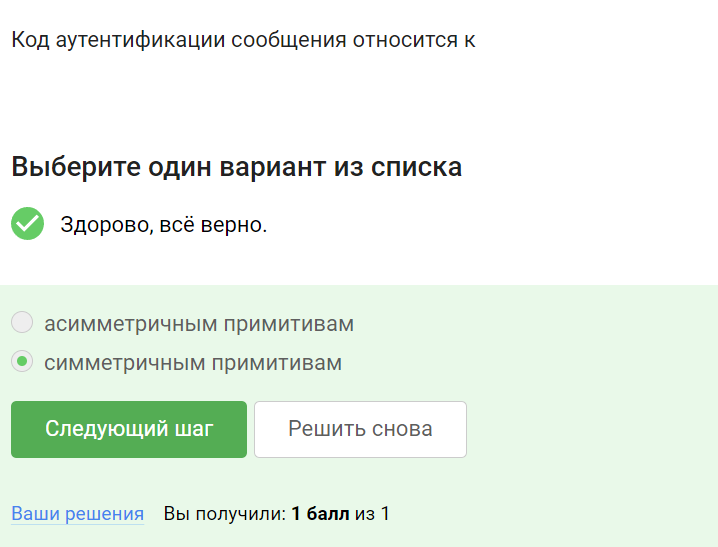 Код аутентификации сообщения относится к
Выберите один вариант из списка
Здорово, всё верно.
асимметричным примитивам
симметричным примитивам
Следующий шаг
Решить снова
Ваши решения Вы получили: 1 балл из 1